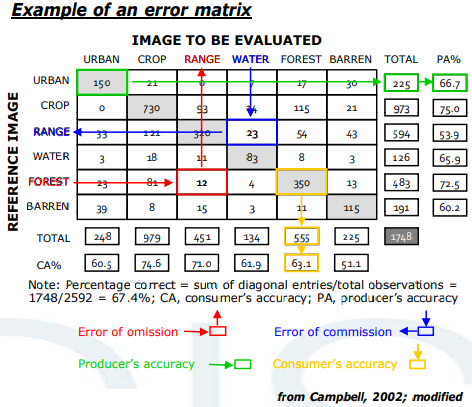 Example of an error matrix
IMAGE TO BE EVALUATED
URBAN CROP RANGE WATER FOREST BARREN TOTAL PA%
REFERENCE IMAGE
URBAN 150 21 0 7 17 30 225 66.7
CROP 0 730 93 14 115 21 973 75.0
RANGE 33 121 320 23 54 43 594 53.9
WATER 3 18 11 83 8 3 126 65.9
FOREST 23 81 12 4 350 13 483 72.5
BARREN 39 8 15 3 11 115 191 60.2
TOTAL 248 979 451 134 555 225 1748
CA% 60.5 74.6 71.0 61.9 63.1 51.1
Note: Percentage correct = sum of diagonal entries/total observations =
1748/2592 = 67.4%; CA, consumer's accuracy; PA, producer's accuracy
Error of omission Error of commission
Producer's accuracy Consumer's accuracy
from Campbell, 2002; modified